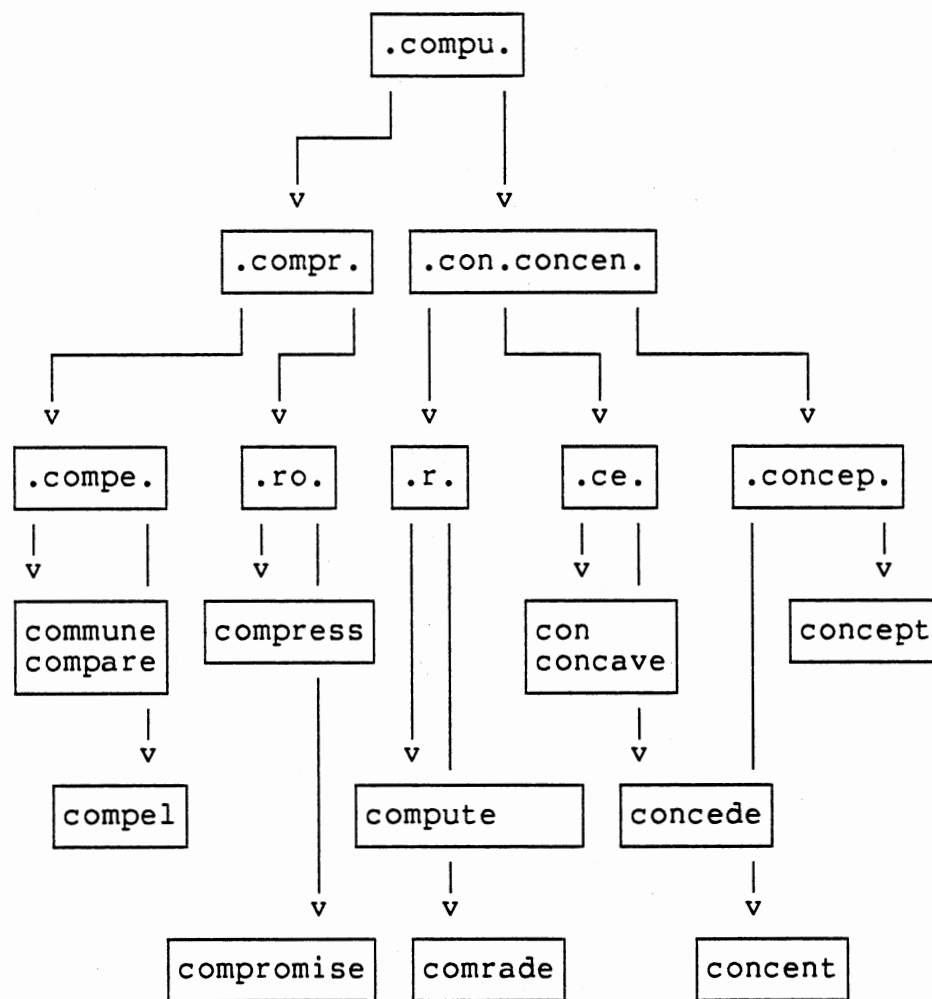 .compu.
.compr.
.con.concen.
.compe.
.ro.
.r.
.ce.
.concep.
commune
compare
compress
con
concave
concept
compel
compute
concede
compromise
comrade
concent